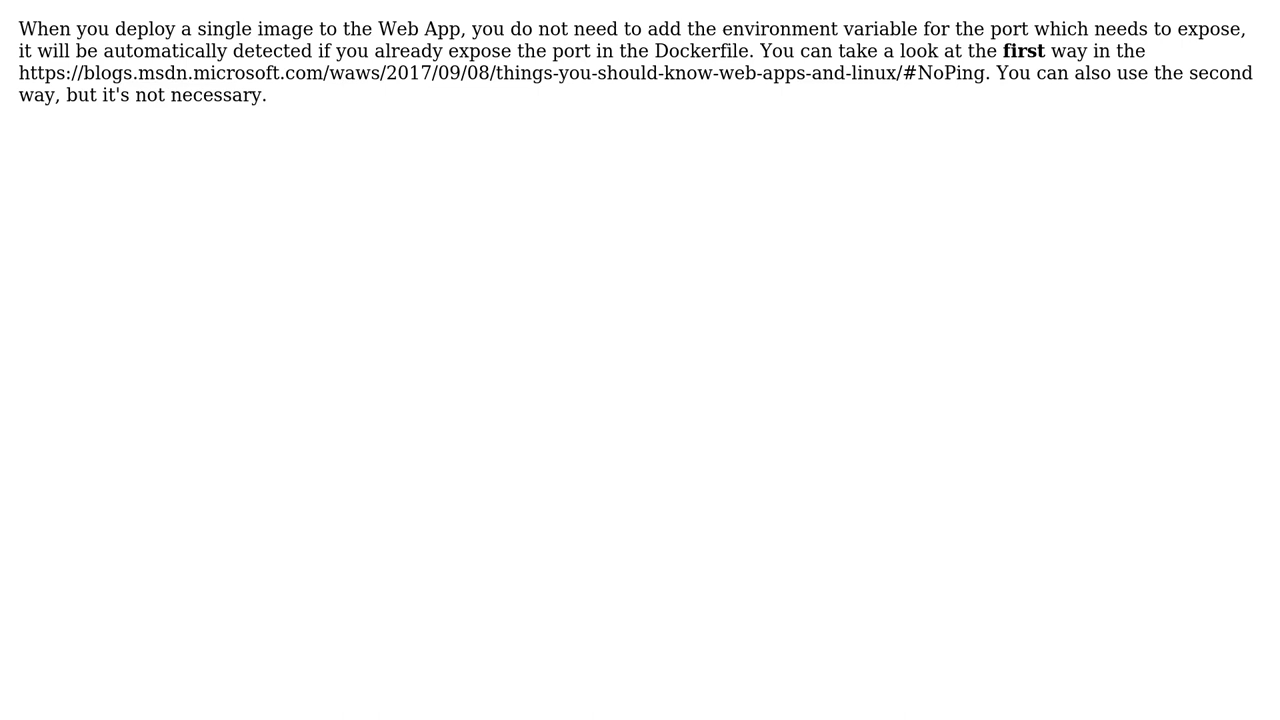 When you deploy a single image to the Web App, you do not need to add the environment variable for the port which needs to expose,
it will be automatically detected if you already expose the port in the Dockerfile. You can take a look at the first way in the
https://blogs.msdn.microsoft.com/waws/2017/09/08/things-you-should-know-web-apps-and-linux/#NoPing. You can also use the second
way, but it's not necessary.